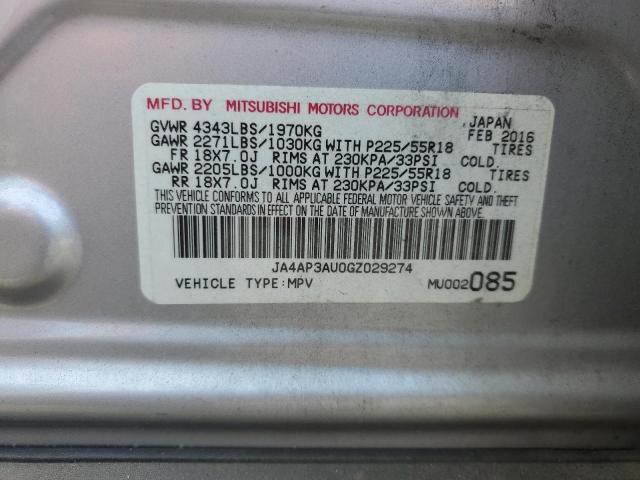 MFD. BY MITSUBISHI MOTORS CORPORATION JAPAN
GVWR 4343LBS/1970KG FEB 2016
GAWR 2271LBS/1030KG WITH P225/55R18 TIRES
FR 18X7.0J RIMS AT 230KPA/33PSI COLD.
GAWR 2205LBS/1000KG WITH P225/55R18 TIRES
RR 18X7.0J RIMS AT 230KPA/33PSI COLD.
THIS VEHICLE CONFORMS TO ALL APPLICABLE FEDERAL MOTOR VEHICLE SAFETY AND THEFT
PREVENTION STANDARDS IN EFFECT ON THE DATE OF MANUFACTURE SHOWN ABOVE.
JA4AP3AU0GZ029274
VEHICLE TYPE:MPV MU002085